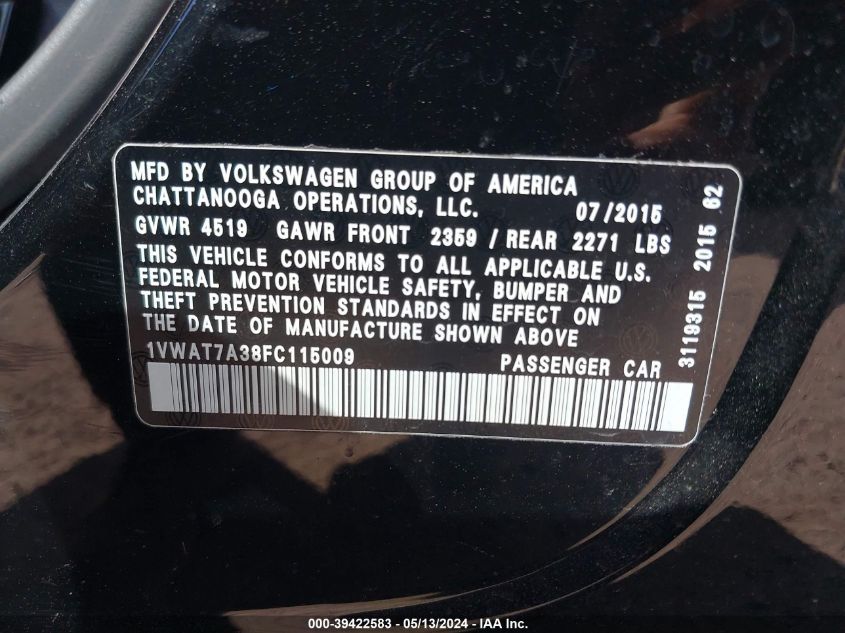 MFD BY VOLKSWAGEN GROUP OF AMERICA
CHATTANOOGA OPERATIONS, LLC. 07/2015
GVWR 4519 GAWR FRONT 2359 / REAR 2271 LBS
THIS VEHICLE CONFORMS TO ALL APPLICABLE U.S.
FEDERAL MOTOR VEHICLE SAFETY, BUMPER AND
THEFT PREVENTION STANDARDS IN EFFECT ON
THE DATE OF MANUFACTURE SHOWN ABOVE
1VWAT7A38FC115009 PASSENGER CAR
3119315 2015 62
000-39422583 - 05/13/2024 - IAA Inc.